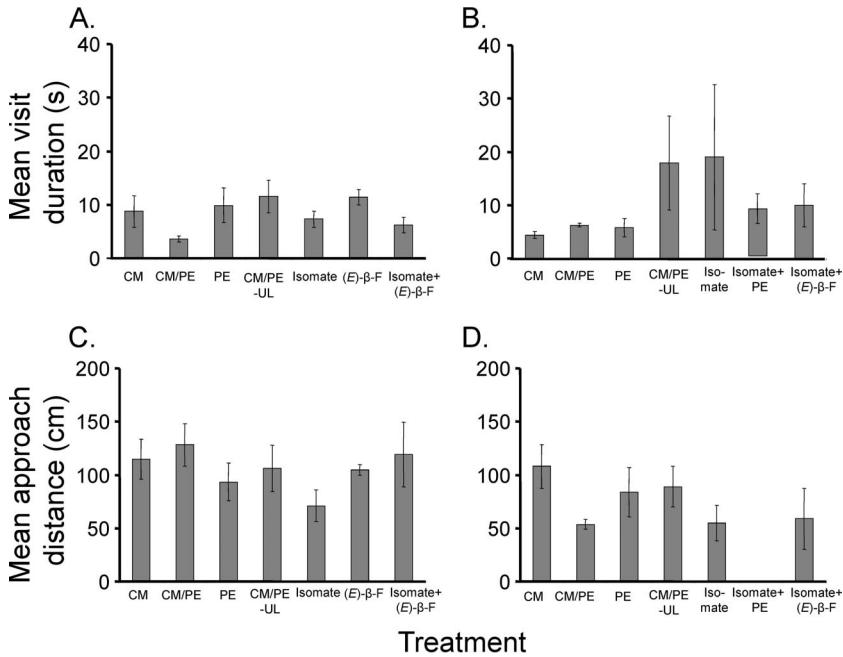 A.
B.
Mean visit
duration (s)
40
30
20
10
0
CM
CM/PE
PE
CM/PE
-UL
Isomate
(E)-β-F
Isomate+
(E)-β-F
40
30
20
10
0
CM
CM/PE
PE
CM/PE
-UL
Iso-
mate
Isomate+
PE
Isomate+
(E)-β-F
C.
D.
Mean approach
distance (cm)
200
150
100
50
0
CM
CM/PE
PE
CM/PE
-UL
Isomate
(E)-β-F
Isomate+
(E)-β-F
200
150
100
50
0
CM
CM/PE
PE
CM/PE
-UL
Iso-
mate
Isomate+
PE
Isomate+
(E)-β-F
Treatment